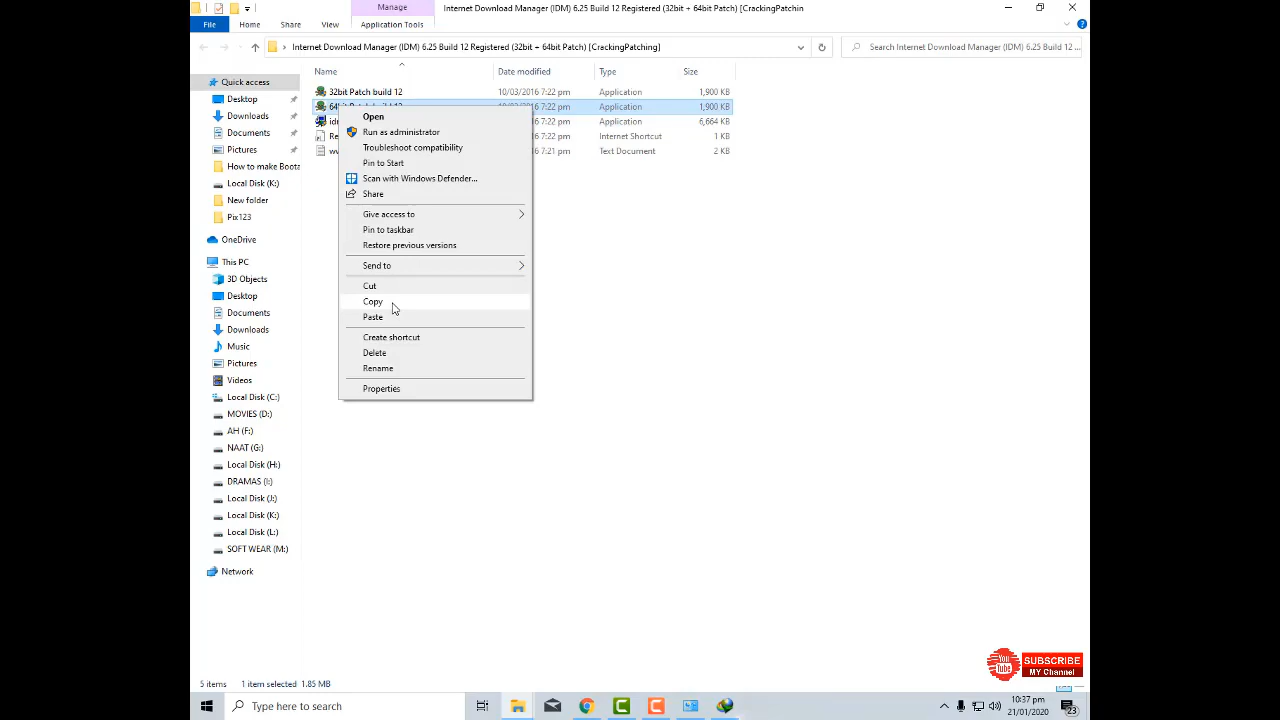 Manage
Internet Download Manager (IDM) 6.25 Build 12 Registered (32bit + 64bit Patch) [CrackingPatchin
File
Home
Share
View
Application Tools
Internet Download Manager (IDM) 6.25 Build 12 Registered (32bit + 64bit Patch) [CrackingPatching]
Search Internet Download Manager (IDM) 6.25 Build 12 ...
Name
Date modified
Type
Size
32bit Patch build 12
10/03/2016 7:22 pm
Application
1,900 KB
Application
1,900 KB
7:22 pm
Application
6,664 KB
7:22 pm
Internet Shortcut
1 KB
7:21 pm
Text Document
2 KB
Open
Run as administrator
Troubleshoot compatibility
Pin to Start
Scan with Windows Defender...
Share
Give access to
Pin to taskbar
Restore previous versions
Send to
Cut
Copy
Paste
Create shortcut
Delete
Rename
Properties
Quick access
Desktop
Downloads
Documents
Pictures
How to make Boota
Local Disk (K:)
New folder
Pix123
OneDrive
This PC
3D Objects
Desktop
Documents
Downloads
Music
Pictures
Videos
Local Disk (C:)
MOVIES (D:)
AH (F:)
NAAT (G:)
Local Disk (H:)
DRAMAS (I:)
Local Disk (J:)
Local Disk (K:)
Local Disk (L:)
SOFT WEAR (M:)
Network
5 items
1 item selected 1.85 MB
You Tube
SUBSCRIBE
MY Channel
Type here to search
10:37 pm
21/01/2020
23